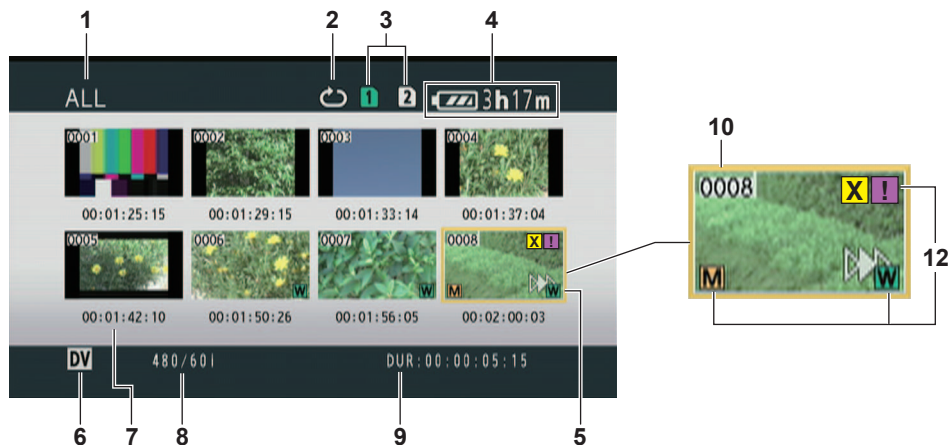 1 2 3 4
ALL 1 2 3h17m
0001 0002 0003 0004
00:01:25:15 00:01:29:15 00:01:33:14 00:01:37:04
0005 0006 W 0007 W 0008 X ! M W
00:01:42:10 00:01:50:26 00:01:56:05 00:02:00:03
DV 480/60i DUR:00:00:05:15
6 7 8 9 5
10
0008 X !
M W
12